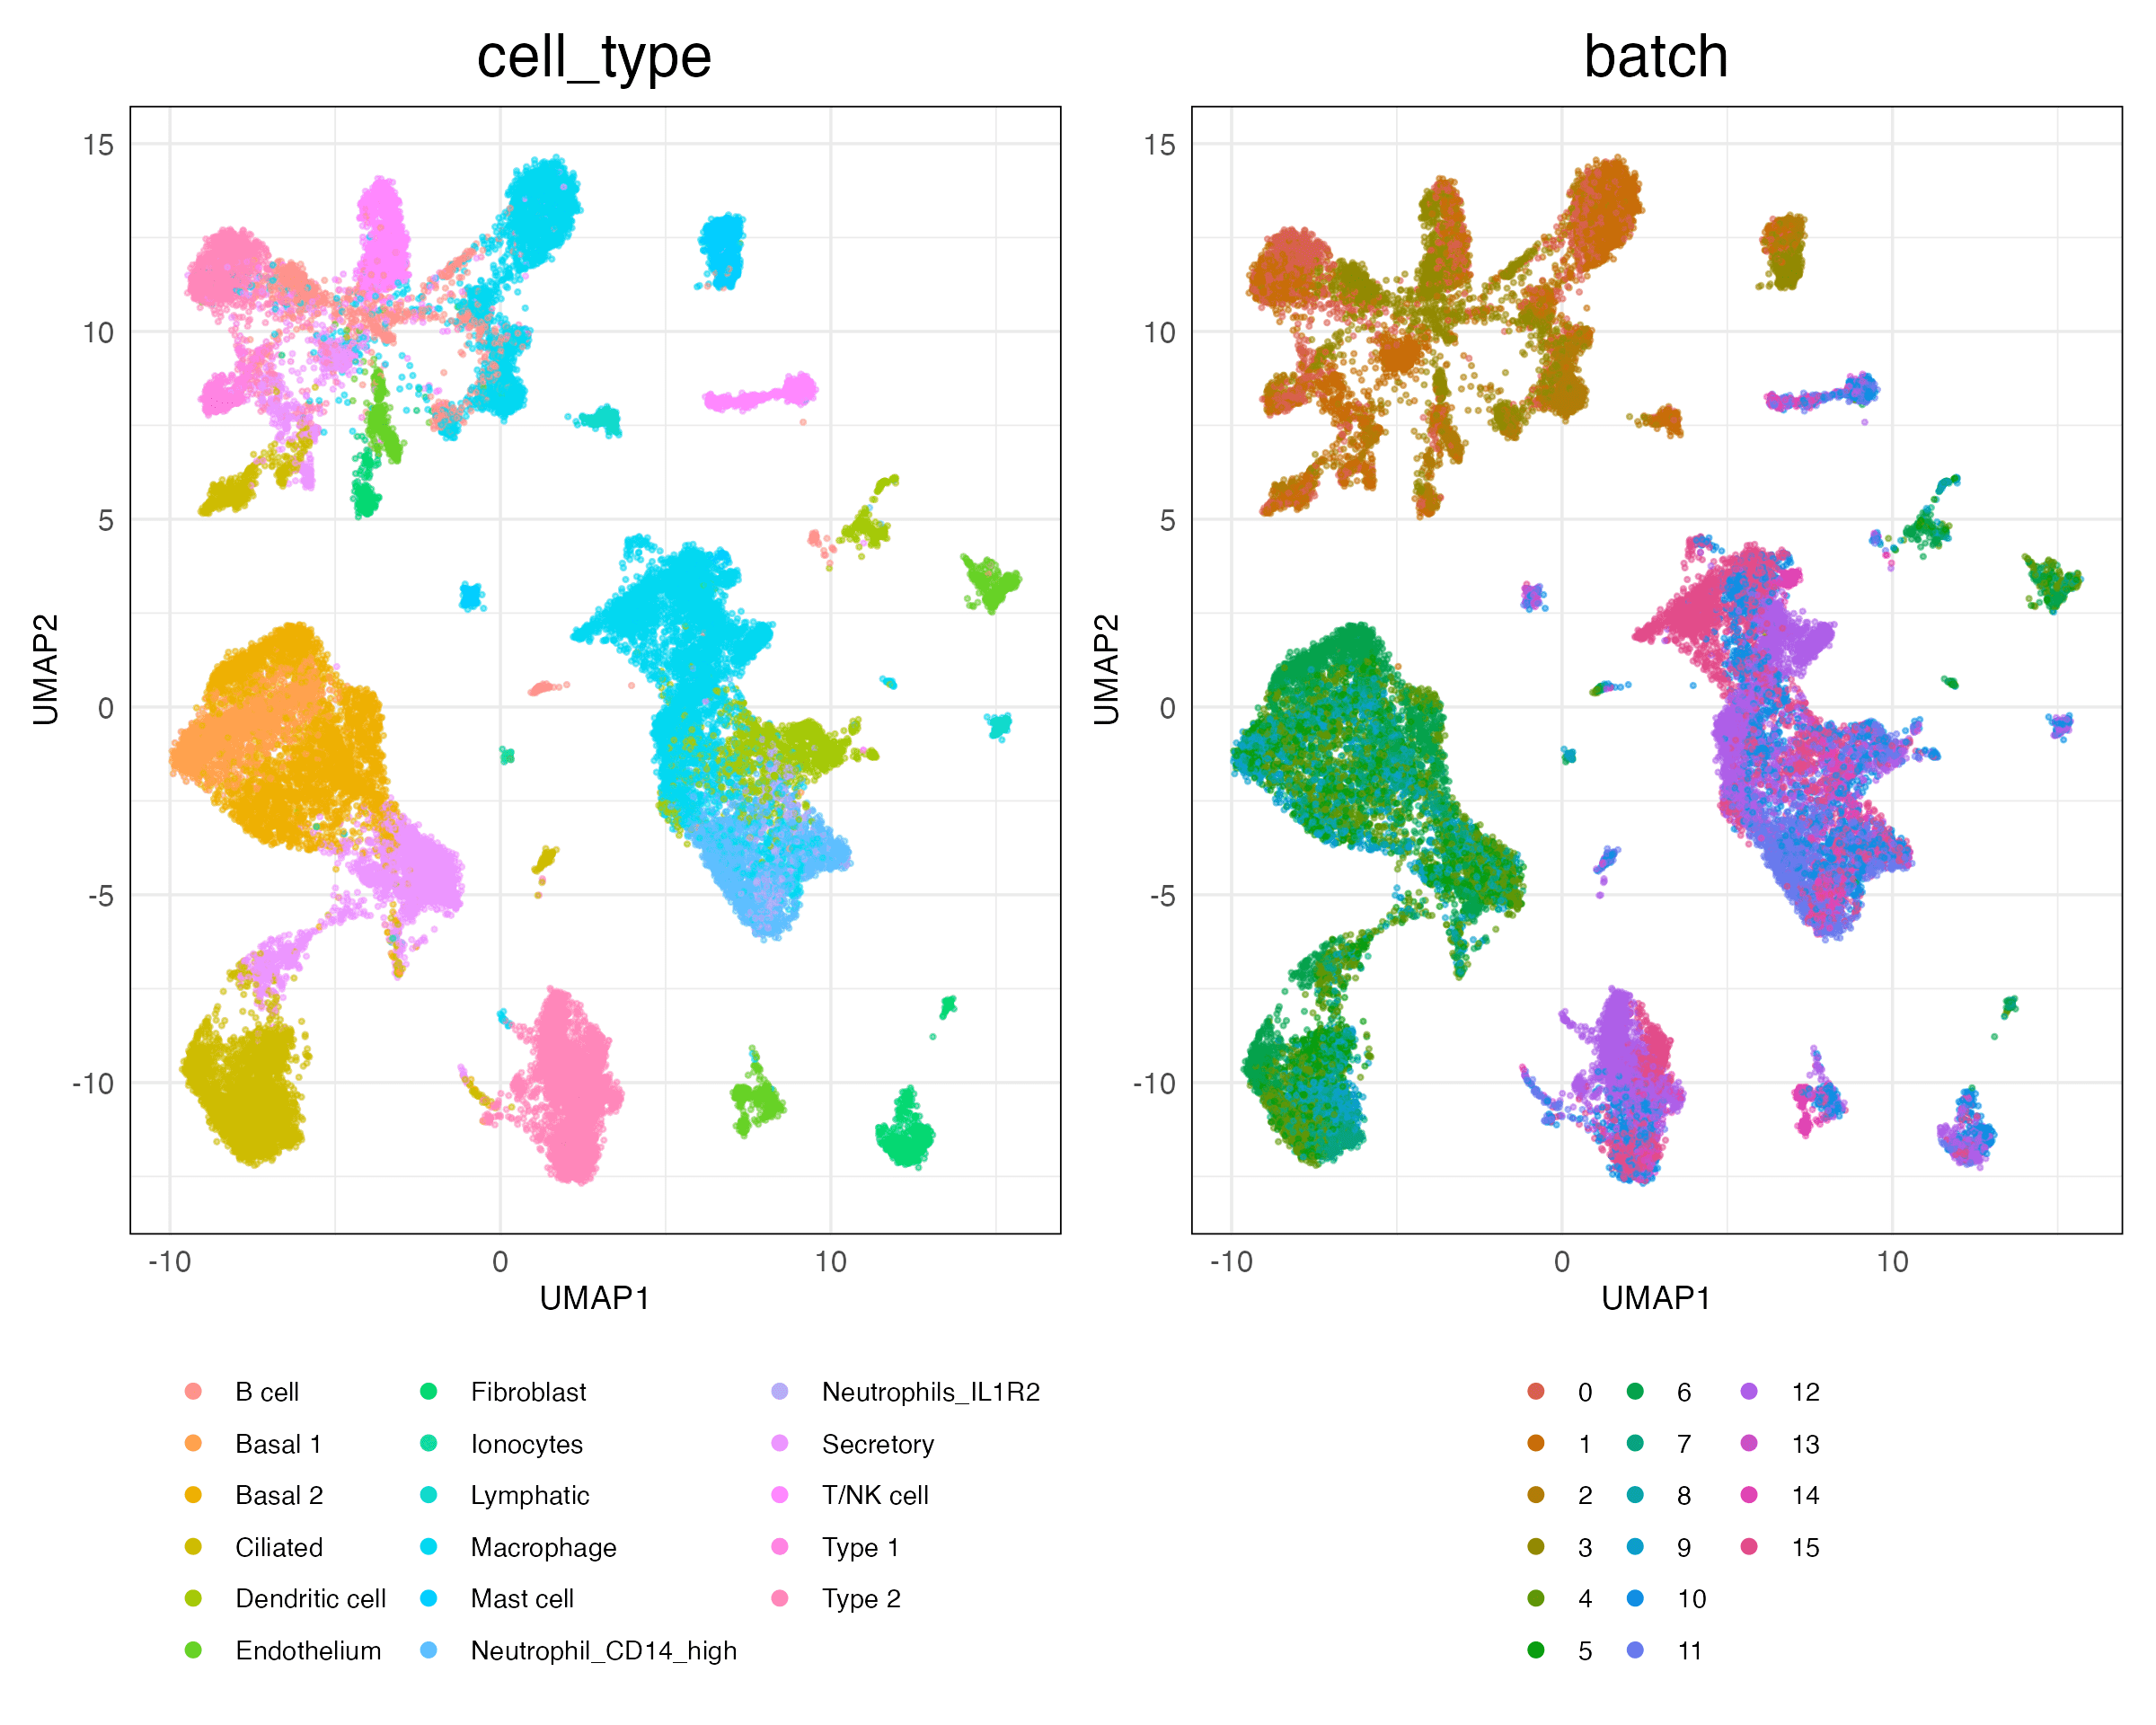 cell_type
15
10
5
0
-5
-10
UMAP2
-10 0 10
UMAP1
B cell
Basal 1
Basal 2
Ciliated
Dendritic cell
Endothelium
Fibroblast
Ionocytes
Lymphatic
Macrophage
Mast cell
Neutrophil_CD14_high
Neutrophils_IL1R2
Secretory
T/NK cell
Type 1
Type 2
batch
15
10
5
0
-5
-10
UMAP2
-10 0 10
UMAP1
0
1
2
3
4
5
6
7
8
9
10
11
12
13
14
15